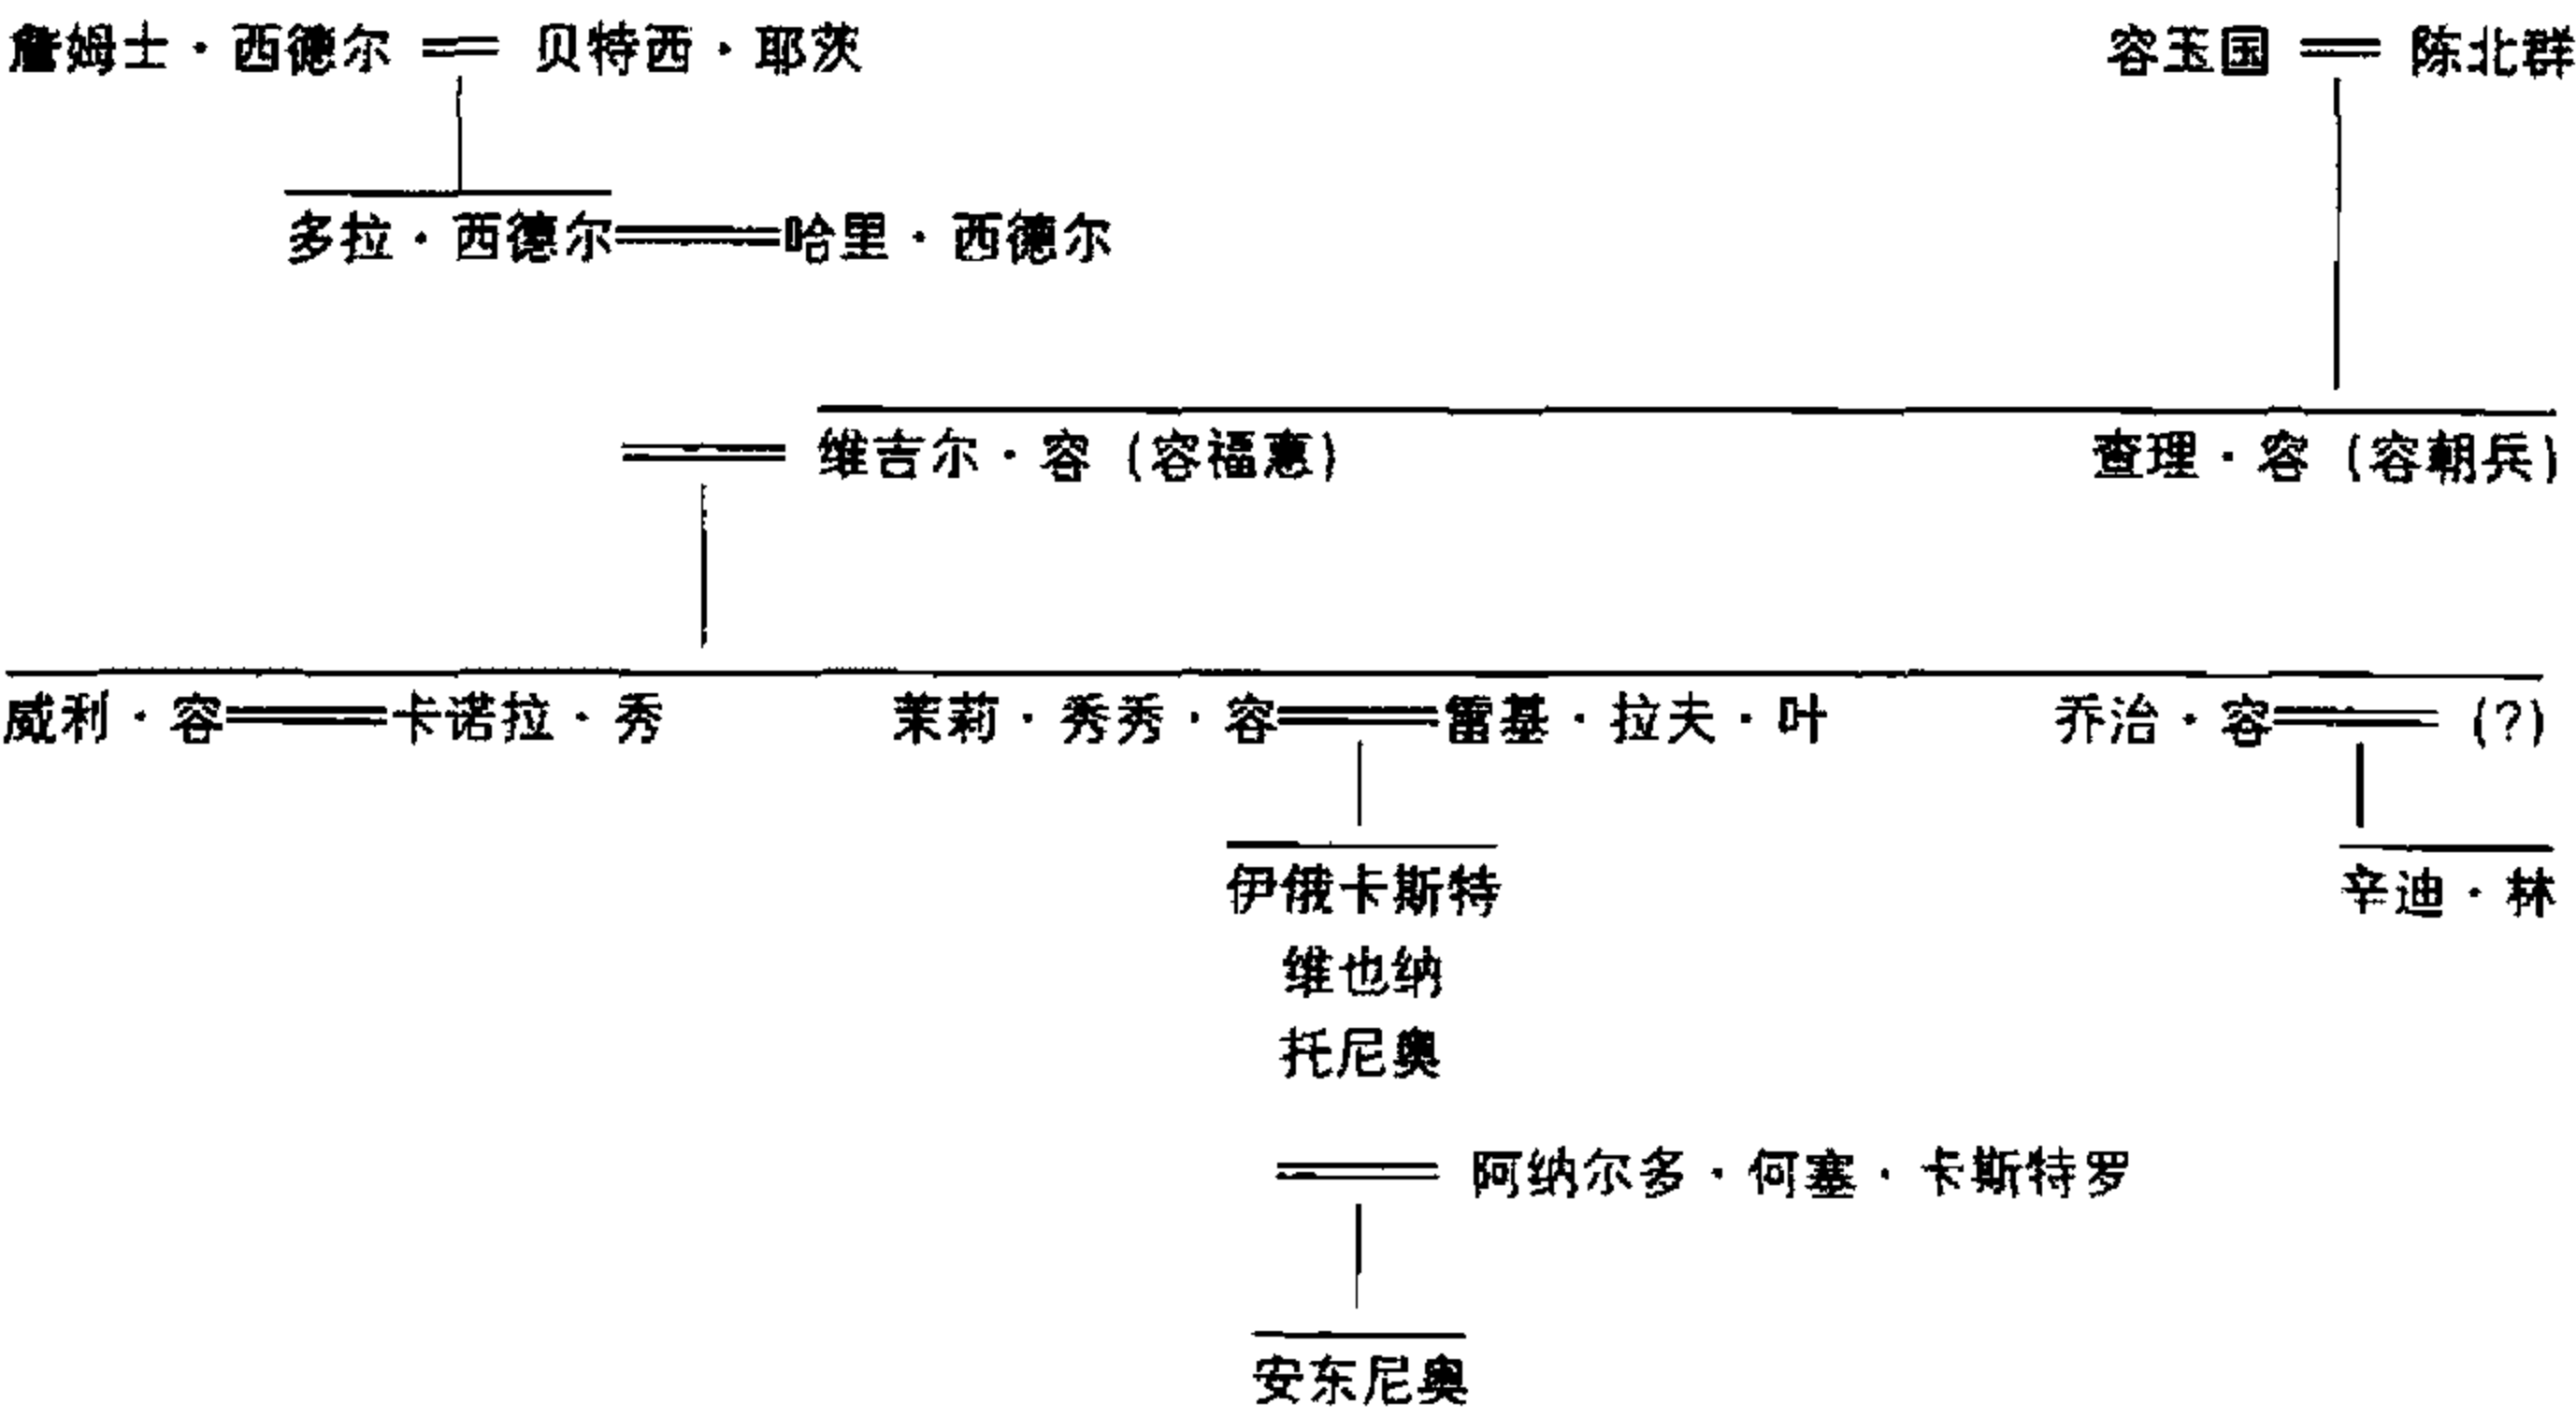 詹姆士·西德尔 贝特西·耶茨 容玉国 陈北群
多拉·西德尔 哈里·西德尔
维吉尔·容（容福惠） 查理·容（容朝兵）
威利·容 卡诺拉·秀 茉莉·秀秀·容 雷基·拉夫·叶 乔治·容 （?）
伊俄卡斯特 辛迪·林
维也纳
托尼奥
阿纳尔多·何塞·卡斯特罗
安东尼奥